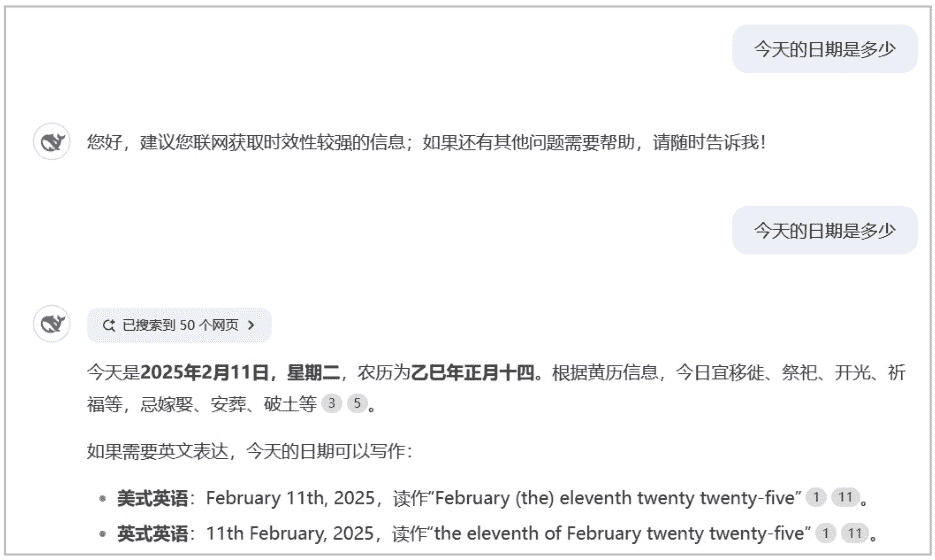 今天的日期是多少
您好，建议您联网获取时效性较强的信息；如果还有其他问题需要帮助，请随时告诉我！
今天的日期是多少
已搜索到 50 个网页 >
今天是2025年2月11日，星期二，农历为乙巳年正月十四。根据黄历信息，今日宜移徙、祭祀、开光、祈
福等，忌嫁娶、安葬、破土等 3 5 。
如果需要英文表达，今天的日期可以写作：
• 美式英语：February 11th, 2025，读作“February (the) eleventh twenty twenty-five” 1 11 。
• 英式英语：11th February, 2025，读作“the eleventh of February twenty twenty-five” 1 11 。